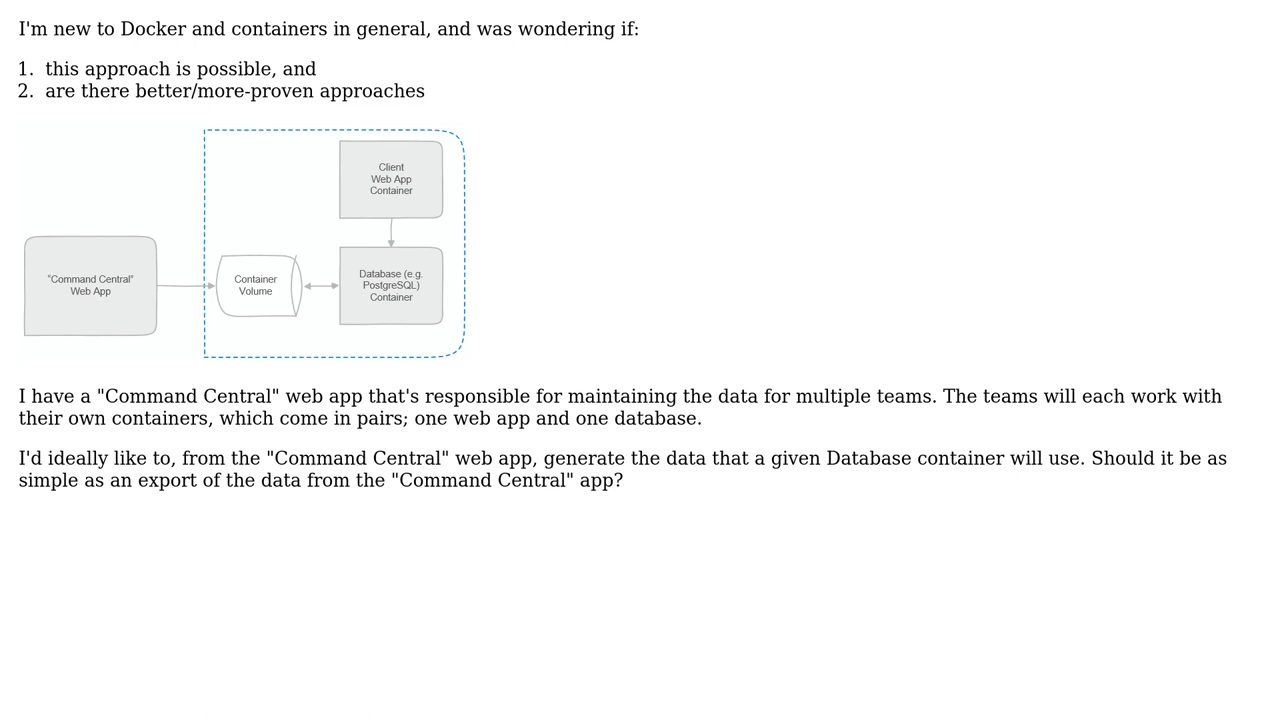 I'm new to Docker and containers in general, and was wondering if:
1. this approach is possible, and
2. are there better/more-proven approaches
Client
Web App
Container
"Command Central"
Web App
Container
Volume
Database (e.g.
PostgreSQL)
Container
I have a "Command Central" web app that's responsible for maintaining the data for multiple teams. The teams will each work with
their own containers, which come in pairs; one web app and one database.
I'd ideally like to, from the "Command Central" web app, generate the data that a given Database container will use. Should it be as
simple as an export of the data from the "Command Central" app?